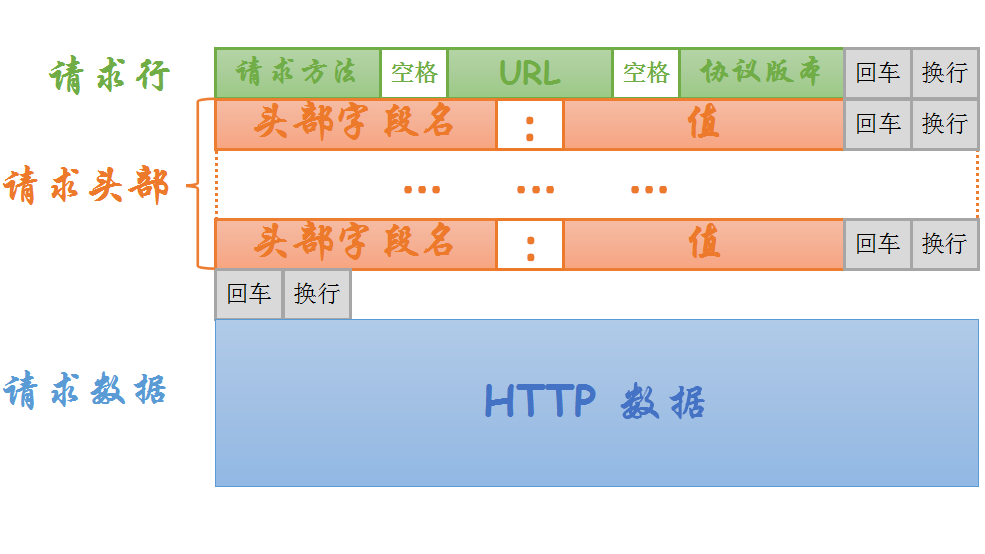 请求行 请求方法 空格 URL 空格 协议版本 回车 换行
头部字段名 : 值 回车 换行
请求头部 ... ... ...
头部字段名 : 值 回车 换行
回车 换行
请求数据 HTTP 数据